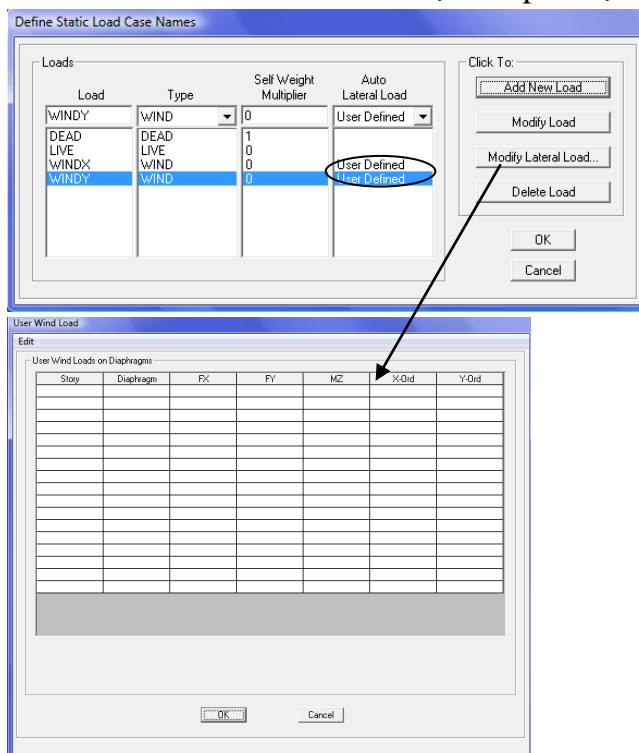 Define Static Load Case Names
Loads
Load Type Self Weight Multiplier Auto Lateral Load
WINDY WIND 0 User Defined
DEAD DEAD 1
LIVE LIVE 0
WINDX WIND 0 User Defined
WINDY WIND 0 User Defined
Click To:
Add New Load
Modify Load
Modify Lateral Load...
Delete Load
OK
Cancel
User Wind Load
Edit
User Wind Loads on Diaphragms
Story Diaphragm FX FY MZ X-Ord Y-Ord
OK Cancel